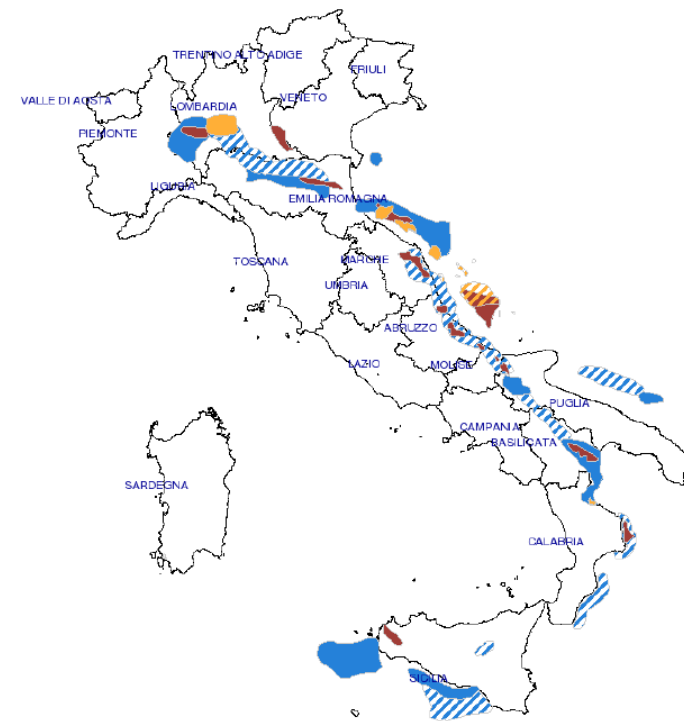 TRENTINO ALTO ADIGE
FRIULI
VALLE DI AOSTA
LOMBARDIA
VENETO
PIEMONTE
LIGURIA
EMILIA ROMAGNA
TOSCANA
MARCHE
UMBRIA
ABRUZZO
LAZIO
MOLISE
PUGLIA
CAMPANIA
BASILICATA
SARDEGNA
CALABRIA
SICILIA